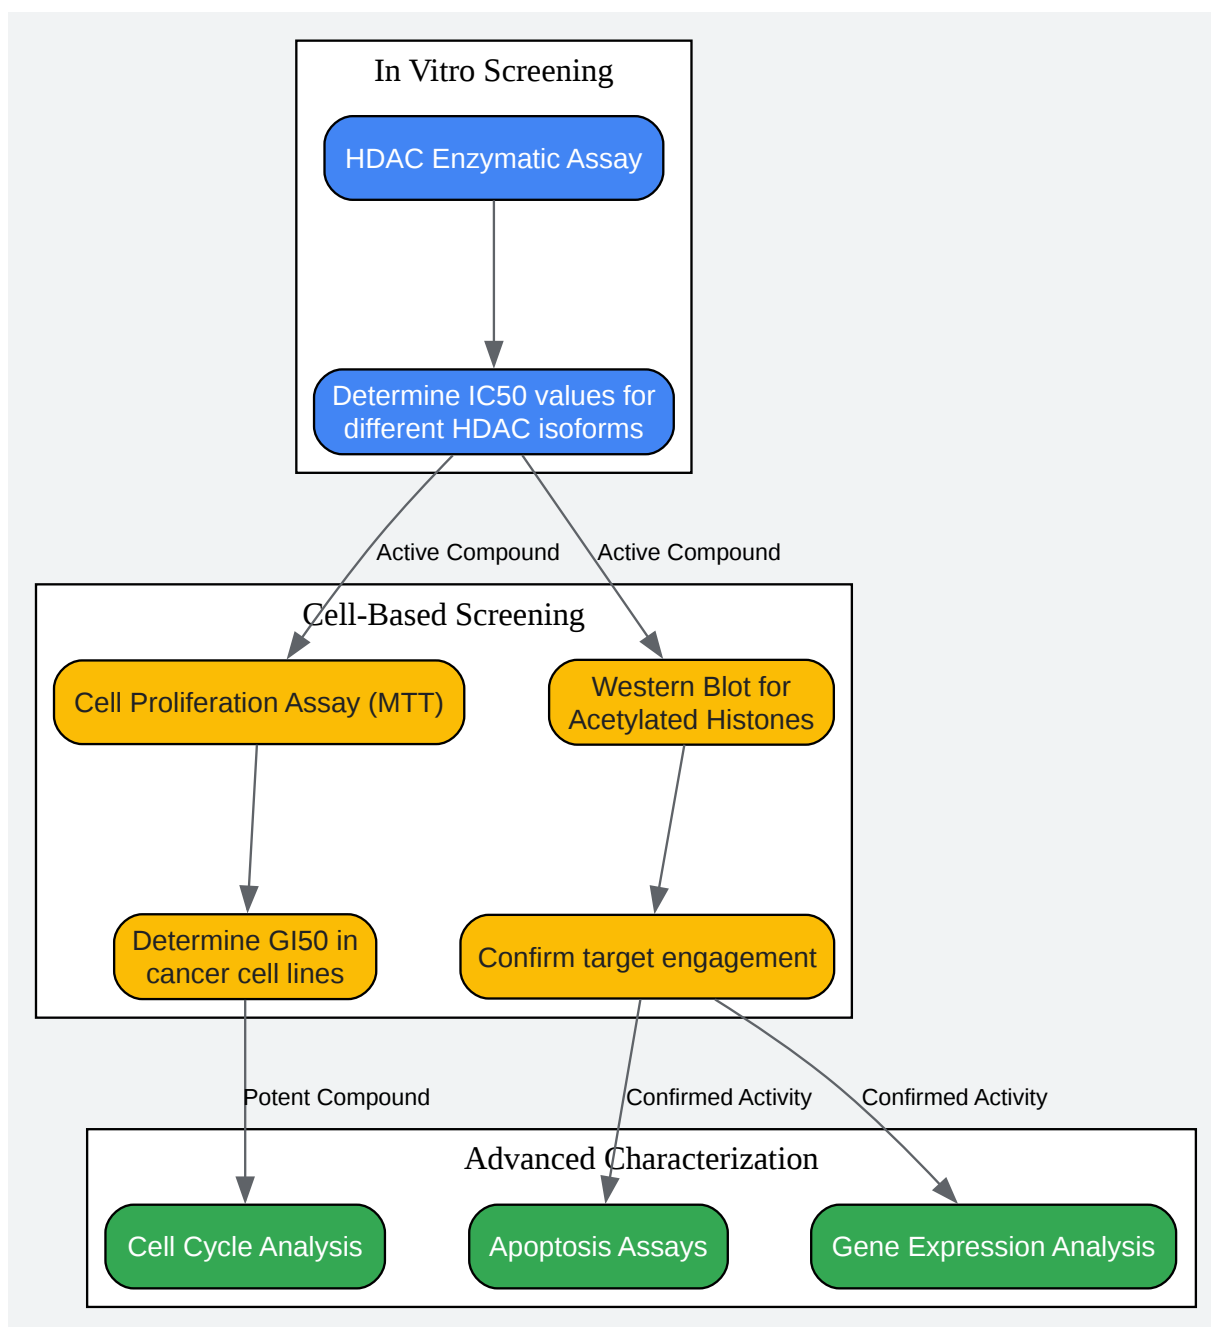 In Vitro Screening
HDAC Enzymatic Assay
Determine IC50 values for
different HDAC isoforms
Active Compound
Active Compound
Cell-Based Screening
Cell Proliferation Assay (MTT)
Western Blot for
Acetylated Histones
Determine GI50 in
cancer cell lines
Confirm target engagement
Potent Compound
Confirmed Activity
Confirmed Activity
Advanced Characterization
Cell Cycle Analysis
Apoptosis Assays
Gene Expression Analysis